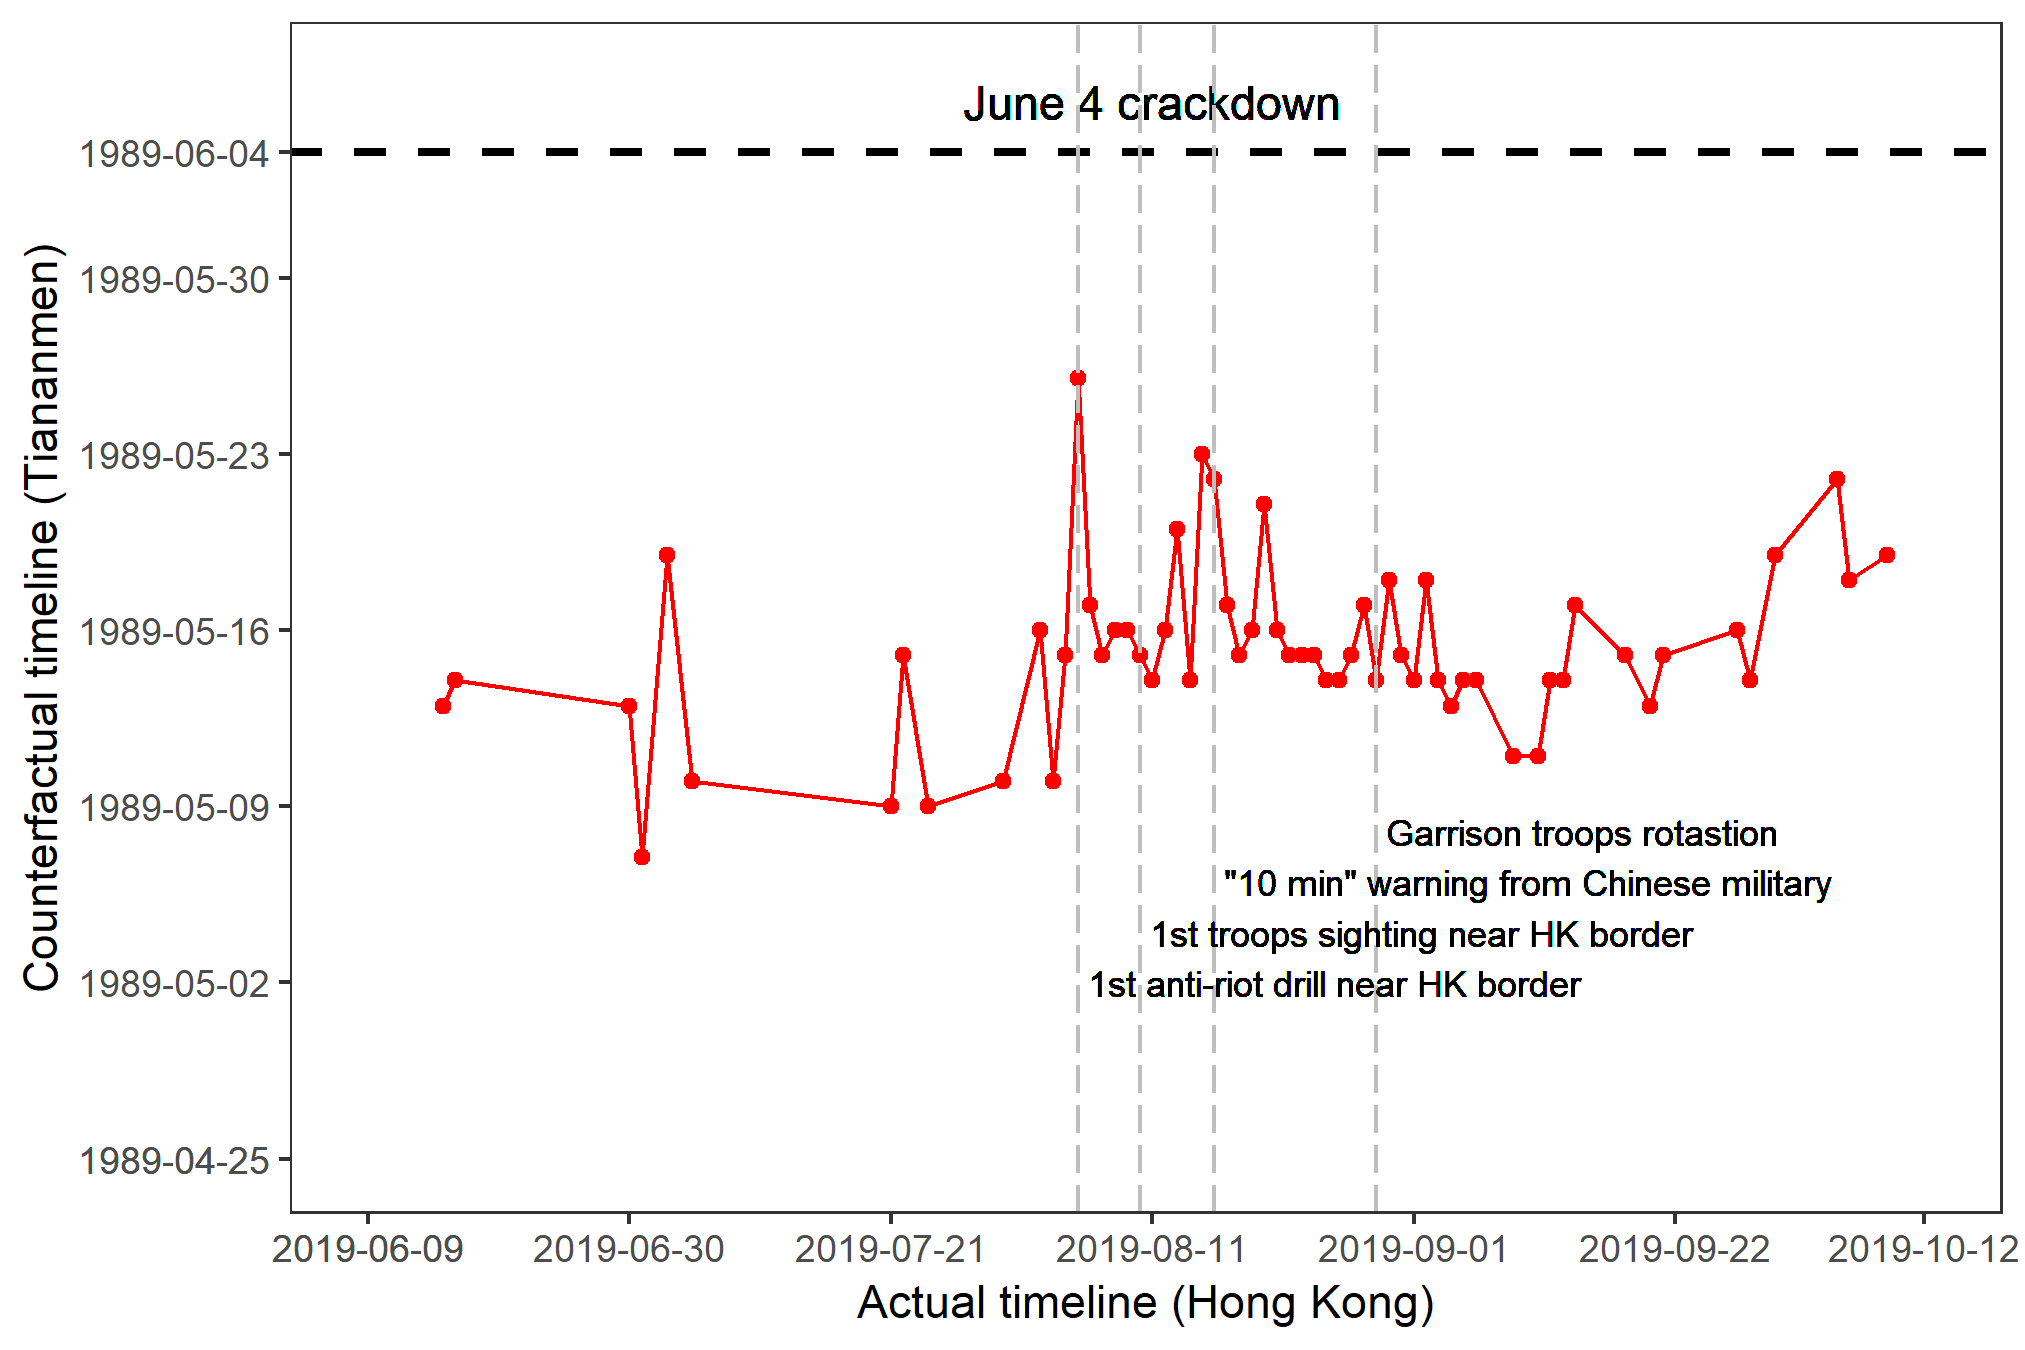 June 4 crackdown
1989-06-04
1989-05-30
1989-05-23
1989-05-16
1989-05-09
1989-05-02
1989-04-25
Counterfactual timeline (Tiananmen)
Garrison troops rotastion
"10 min" warning from Chinese military
1st troops sighting near HK border
1st anti-riot drill near HK border
2019-06-09 2019-06-30 2019-07-21 2019-08-11 2019-09-01 2019-09-22 2019-10-12
Actual timeline (Hong Kong)